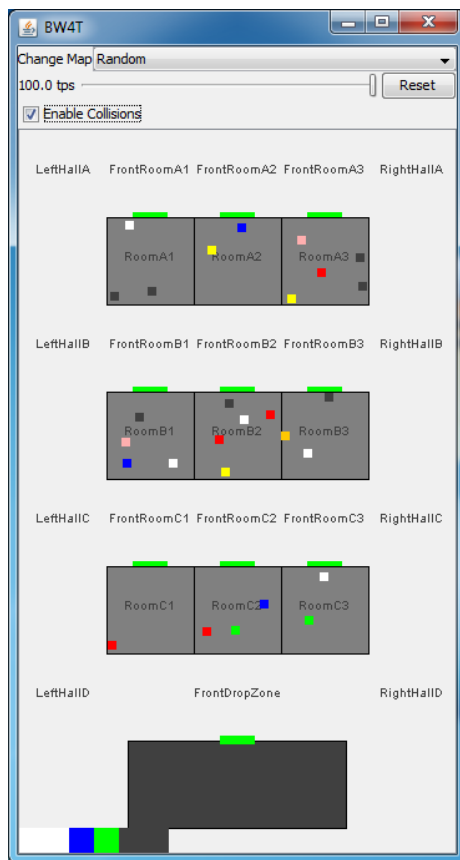 BW4T
Change Map Random
100.0 tps Reset
Enable Collisions
LeftHallA FrontRoomA1 FrontRoomA2 FrontRoomA3 RightHallA
RoomA1 RoomA2 RoomA3
LeftHallB FrontRoomB1 FrontRoomB2 FrontRoomB3 RightHallB
RoomB1 RoomB2 RoomB3
LeftHallC FrontRoomC1 FrontRoomC2 FrontRoomC3 RightHallC
RoomC1 RoomC2 RoomC3
LeftHallD FrontDropZone RightHallD